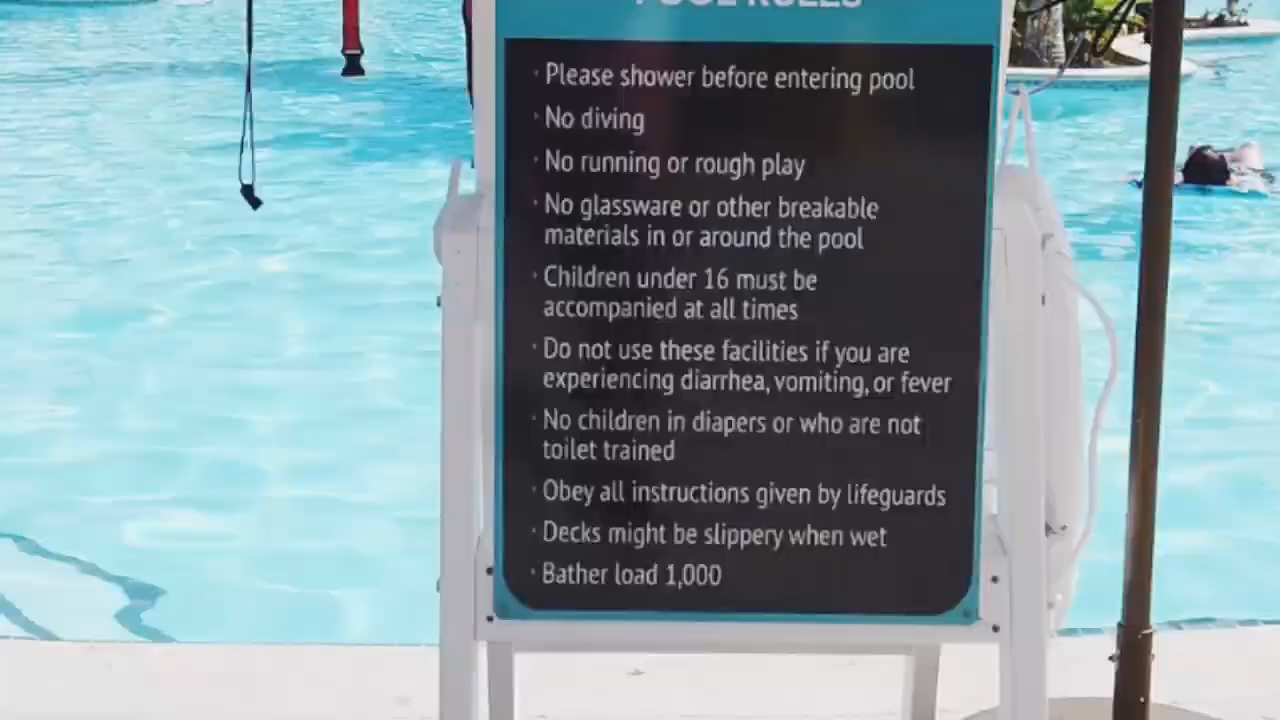 POOL RULES
· Please shower before entering pool
· No diving
· No running or rough play
· No glassware or other breakable
materials in or around the pool
· Children under 16 must be
accompanied at all times
· Do not use these facilities if you are
experiencing diarrhea, vomiting, or fever
· No children in diapers or who are not
toilet trained
· Obey all instructions given by lifeguards
· Decks might be slippery when wet
· Bather load 1,000